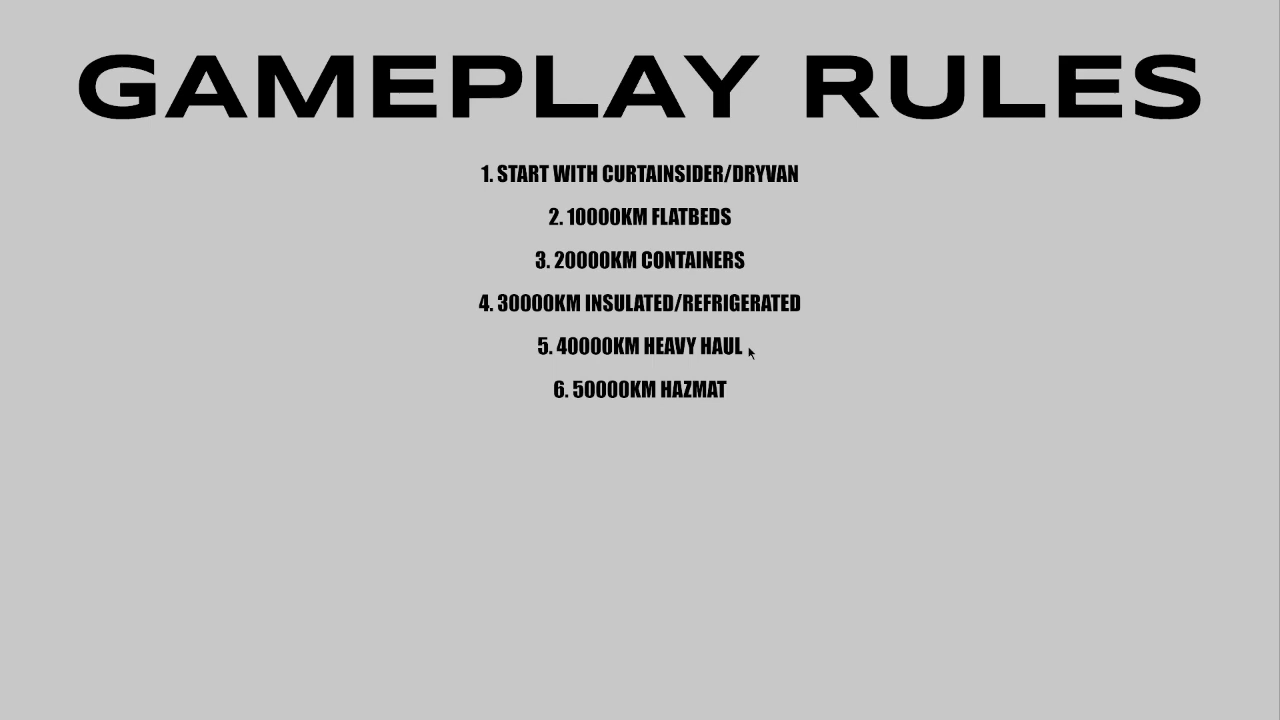 GAMEPLAY RULES
1. START WITH CURTAINSIDER/DRYVAN
2. 10000KM FLATBEDS
3. 20000KM CONTAINERS
4. 30000KM INSULATED/REFRIGERATED
5. 40000KM HEAVY HAUL
6. 50000KM HAZMAT